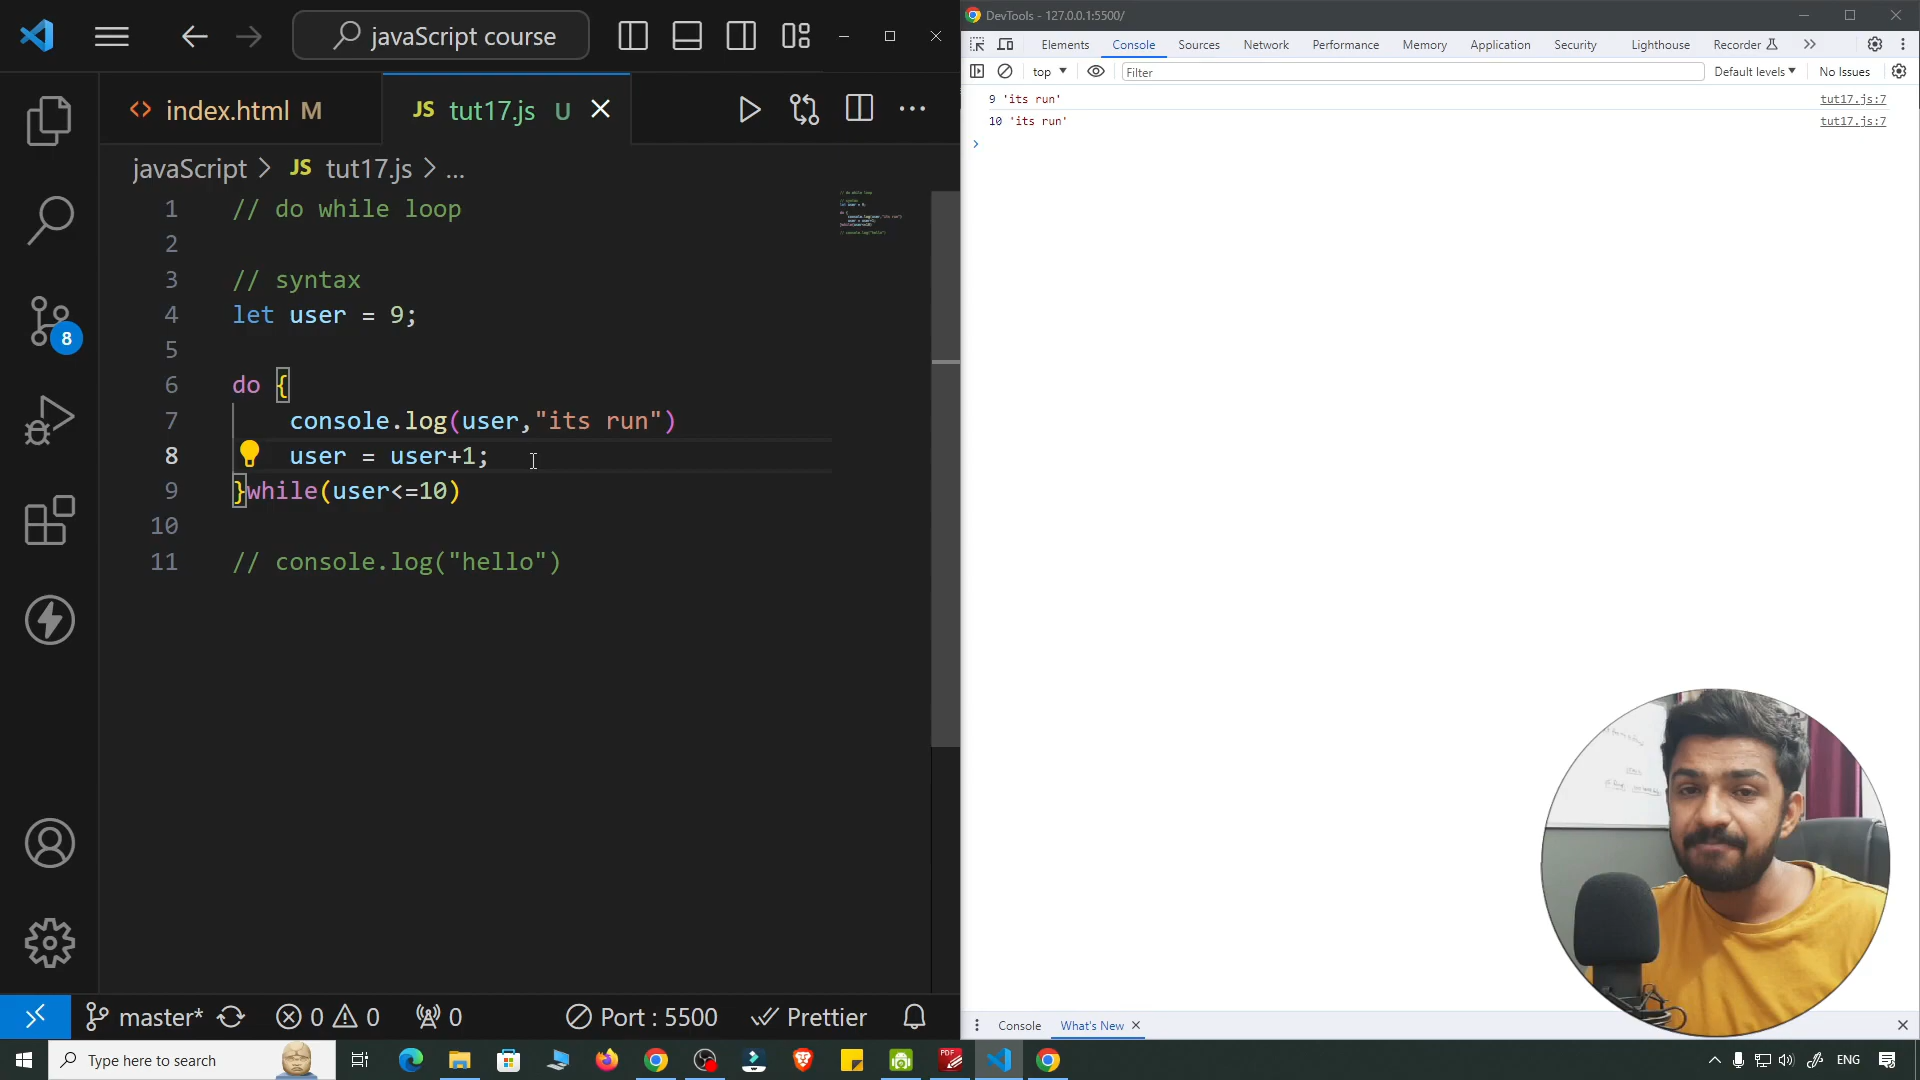 javaScript course
index.html M
JS tut17.js U
javaScript > JS tut17.js > ...
1 // do while loop
2
3 // syntax
4 let user = 9;
5
6 do {
7 console.log(user,"its run")
8 user = user+1;
9 }while(user<=10)
10
11 // console.log("hello")
8
master* 0 0 0 Port : 5500 Prettier
DevTools - 127.0.0.1:5500/
Elements Console Sources Network Performance Memory Application Security Lighthouse Recorder
top Filter Default levels No Issues
9 'its run' tut17.js:7
10 'its run' tut17.js:7
Console What's New
Type here to search
PDF
ENG